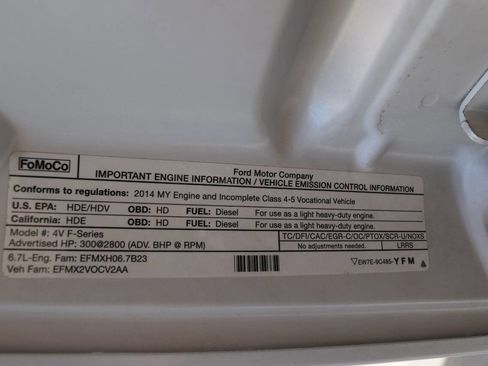 FoMoCo
Ford Motor Company
IMPORTANT ENGINE INFORMATION / VEHICLE EMISSION CONTROL INFORMATION
Conforms to regulations: 2014 MY Engine and Incomplete Class 4-5 Vocational Vehicle
U.S. EPA: HDE/HDV OBD: HD FUEL: Diesel For use as a light heavy-duty engine.
California: HDE OBD: HD FUEL: Diesel For use as a light heavy-duty engine.
Model #: 4V F-Series TC/DFI/CAC/EGR-C/OC/PTOX/SCR-U/NOXS
Advertised HP: 300@2800 (ADV. BHP @ RPM) No adjustments needed. LRRS
6.7L-Eng. Fam: EFMXH06.7B23
Veh Fam: EFMX2VOCV2AA
EW7E-9C485-YFM